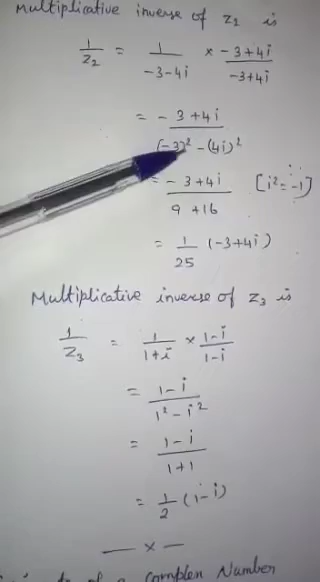 Multiplicative inverse of z₂ is
1/z₂ = 1/(-3-4i) × (-3+4i)/(-3+4i)
= (-3+4i)/((-3)² - (4i)²)
= (-3+4i)/(9+16) [i² = -1]
= 1/25 (-3+4i)
Multiplicative inverse of z₃ is
1/z₃ = 1/(1+i) × (1-i)/(1-i)
= (1-i)/(1² - i²)
= (1-i)/(1+1)
= 1/2 (1-i)
— × —
of a complex Number